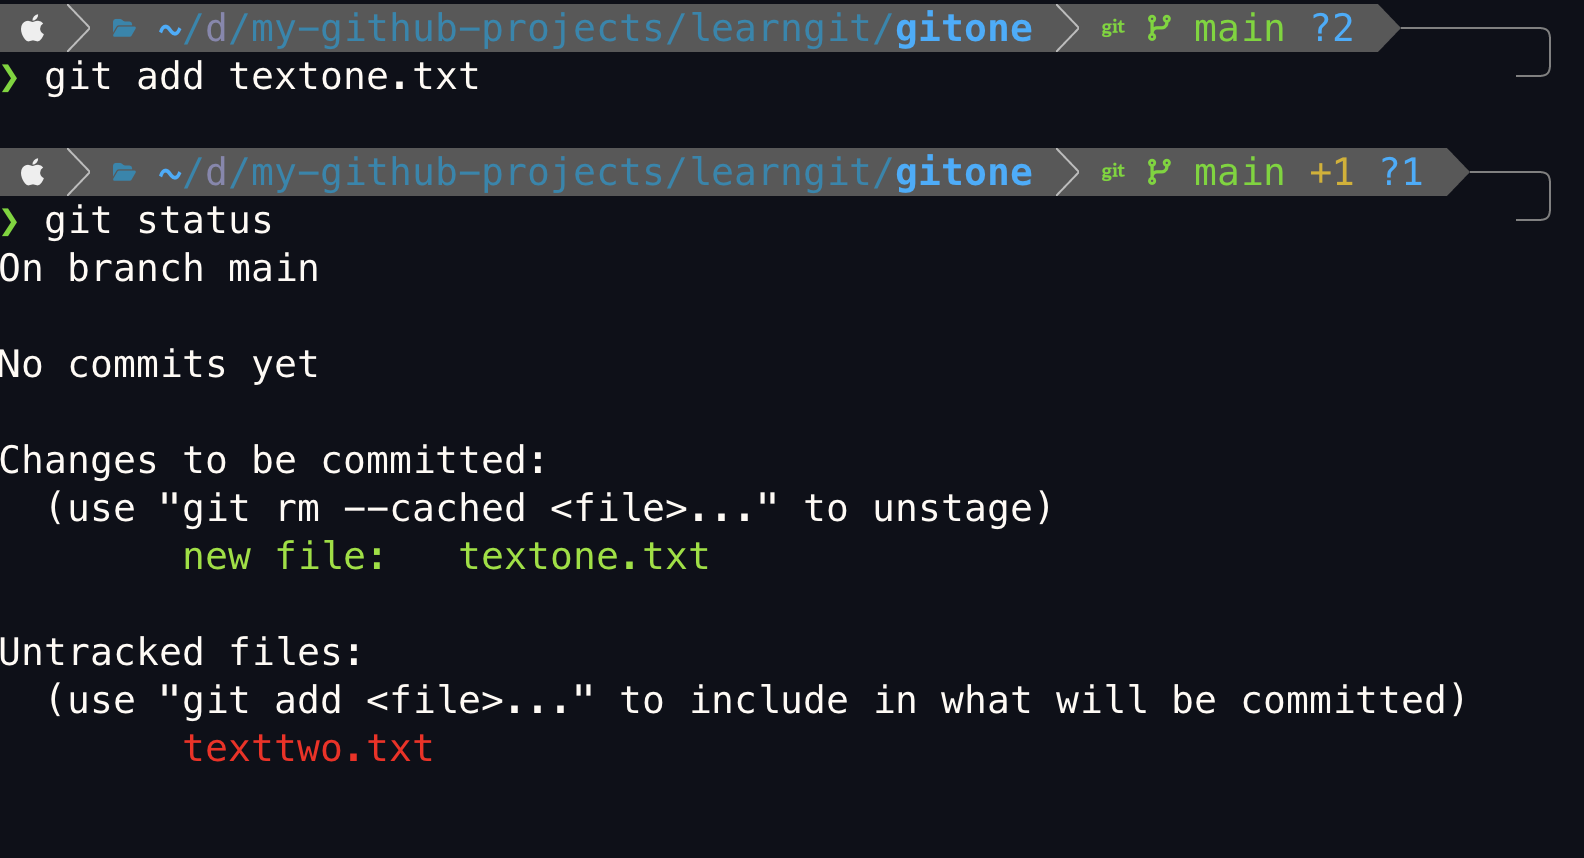 ~/d/my-github-projects/learngit/gitone git main ?2
❯ git add textone.txt
~/d/my-github-projects/learngit/gitone git main +1 ?1
❯ git status
On branch main
No commits yet
Changes to be committed:
(use "git rm --cached <file>..." to unstage)
new file: textone.txt
Untracked files:
(use "git add <file>..." to include in what will be committed)
texttwo.txt